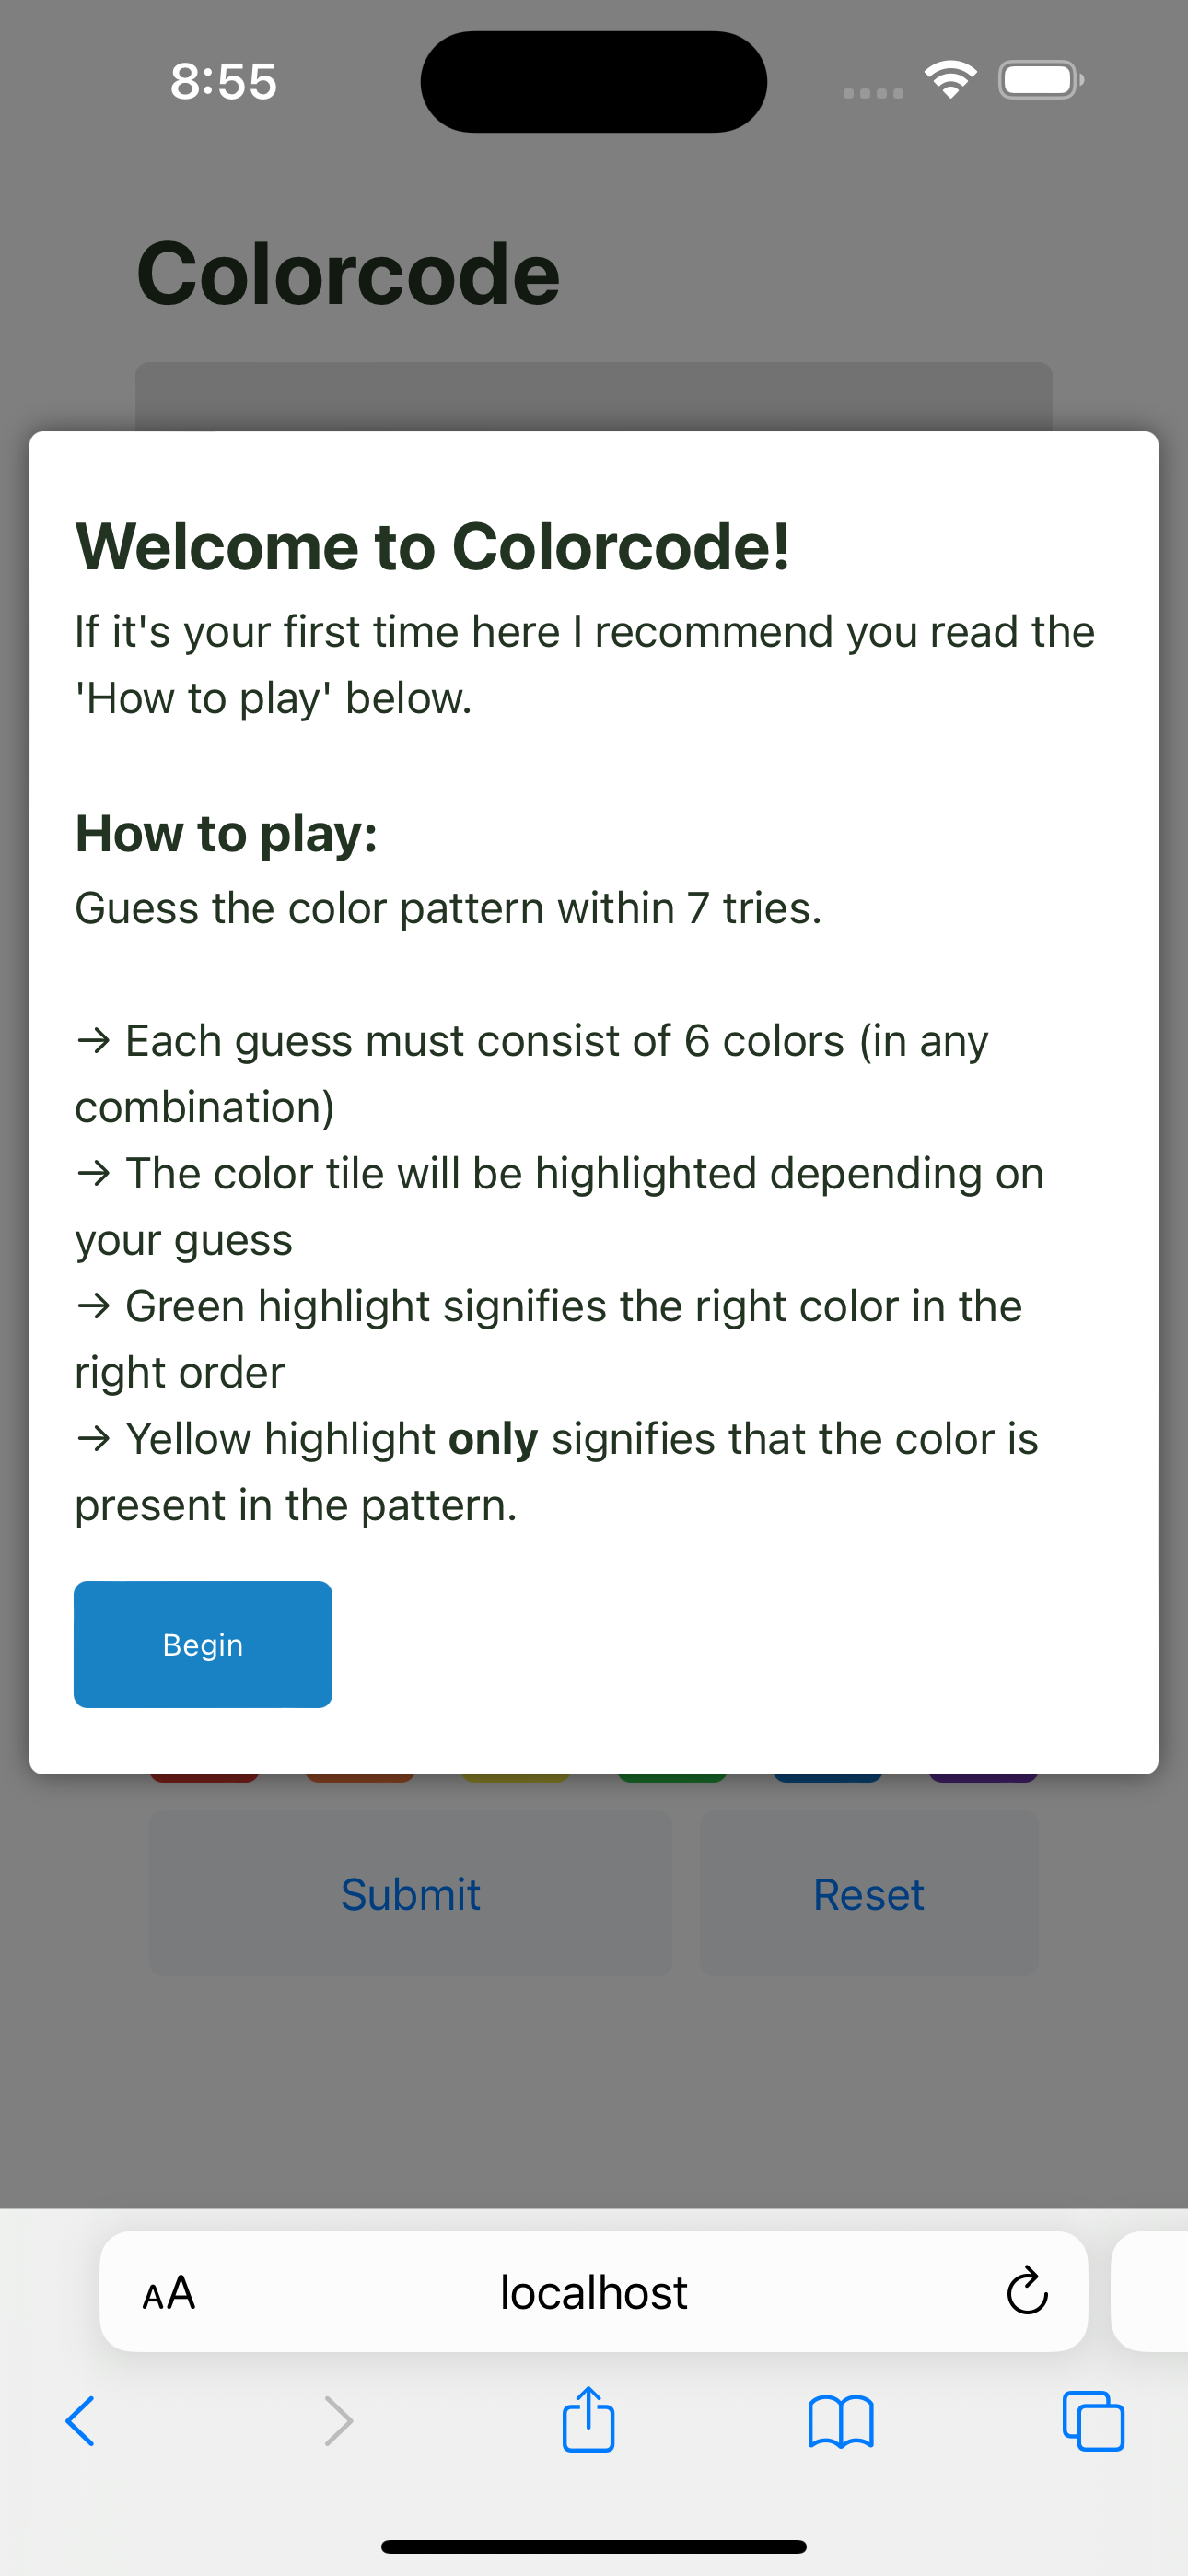 8:55
Colorcode
Welcome to Colorcode!
If it's your first time here I recommend you read the
'How to play' below.
How to play:
Guess the color pattern within 7 tries.
→ Each guess must consist of 6 colors (in any
combination)
→ The color tile will be highlighted depending on
your guess
→ Green highlight signifies the right color in the
right order
→ Yellow highlight only signifies that the color is
present in the pattern.
Begin
Submit Reset
AA localhost